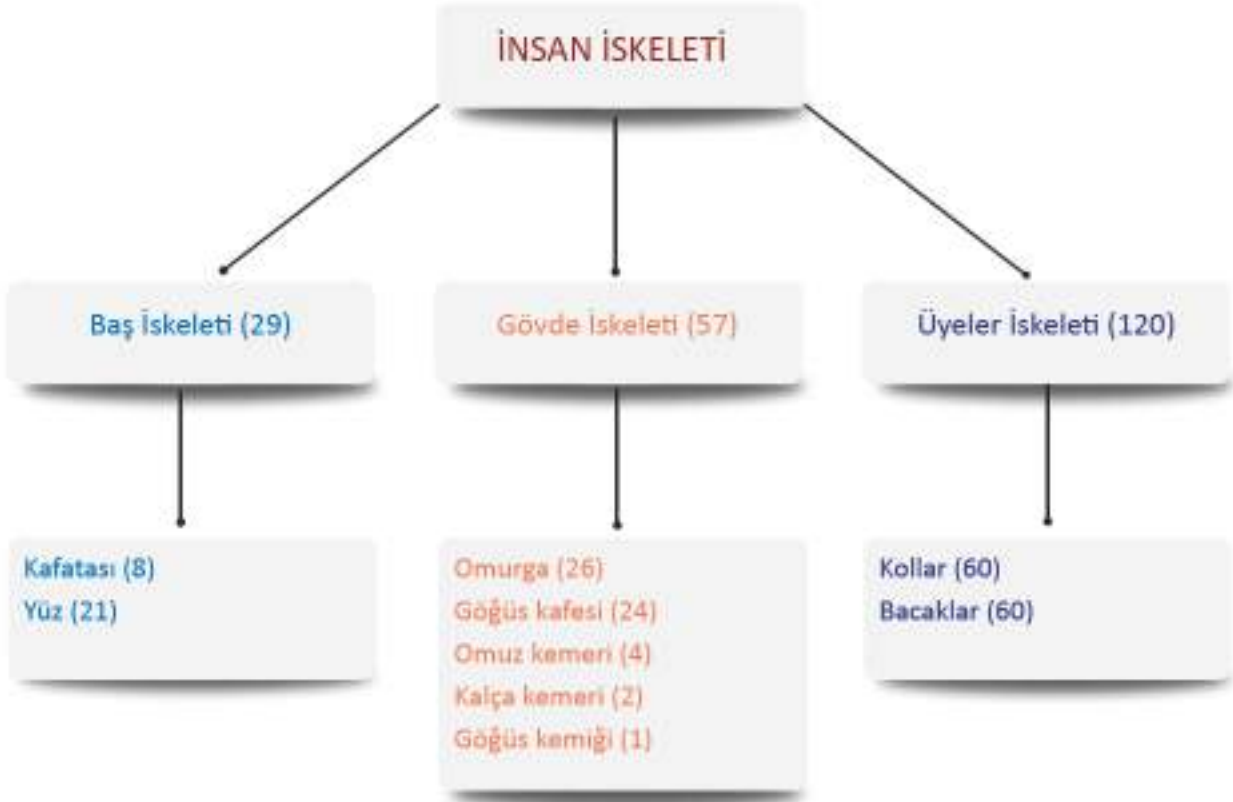 İNSAN İSKELETİ
Baş İskeleti (29)
Gövde İskeleti (57)
Üyeler İskeleti (120)
Kafatası (8)
Yüz (21)
Omurga (26)
Göğüs kafesi (24)
Omuz kemeri (4)
Kalça kemeri (2)
Göğüs kemiği (1)
Kollar (60)
Bacaklar (60)